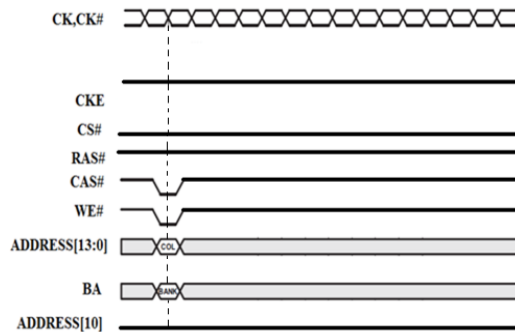 CK,CK#
CKE
CS#
RAS#
CAS#
WE#
ADDRESS[13:0]
COL
BA
BANK
ADDRESS[10]